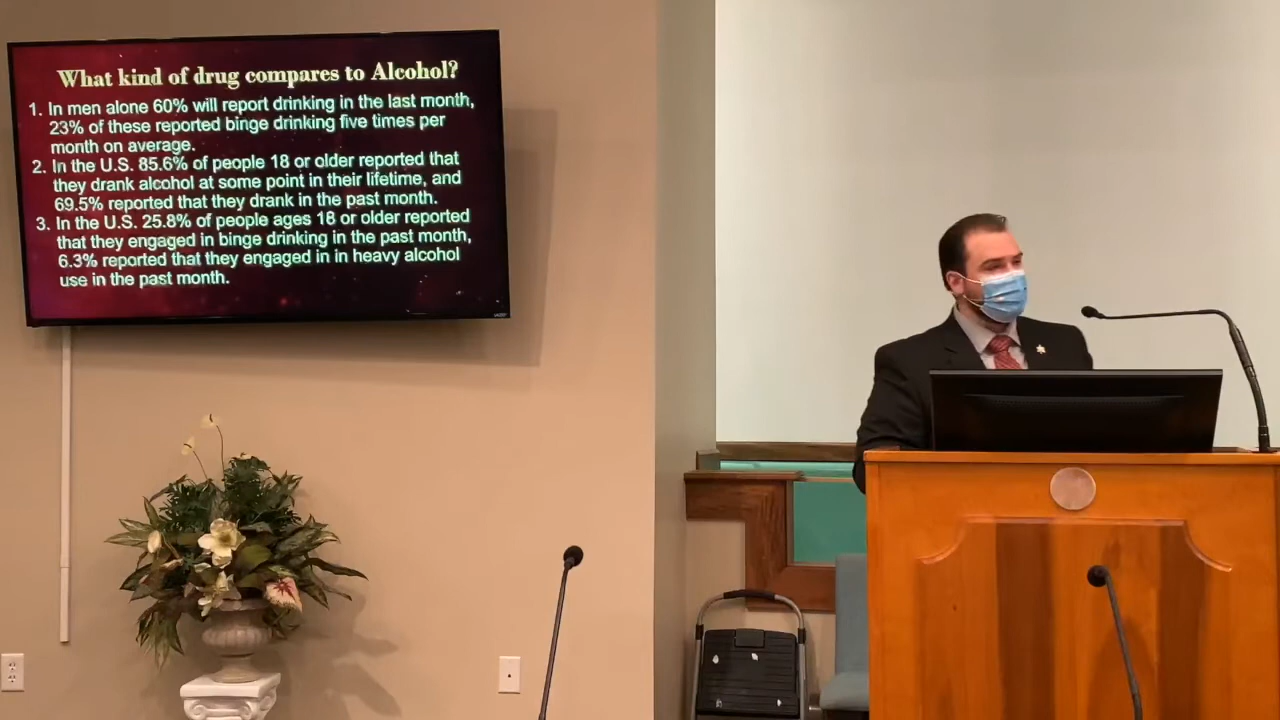 What kind of drug compares to Alcohol?
1. In men alone 60% will report drinking in the last month,
23% of these reported binge drinking five times per
month on average.
2. In the U.S. 85.6% of people 18 or older reported that
they drank alcohol at some point in their lifetime, and
69.5% reported that they drank in the past month.
3. In the U.S. 25.8% of people ages 18 or older reported
that they engaged in binge drinking in the past month,
6.3% reported that they engaged in in heavy alcohol
use in the past month.